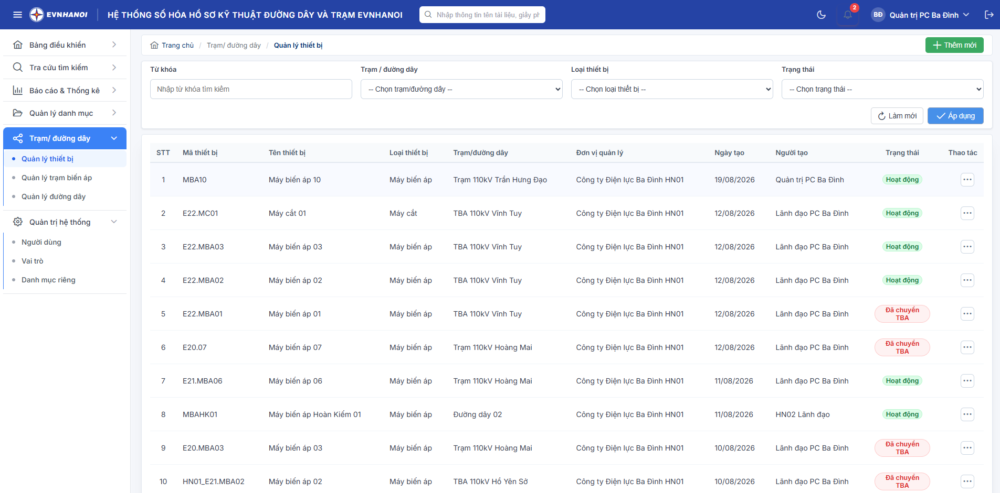 EVNHANOI
HỆ THỐNG SỐ HÓA HỒ SƠ KỸ THUẬT ĐƯỜNG DÂY VÀ TRẠM EVNHANOI
Nhập thông tin tên tài liệu, giấy ph
2
BĐ Quản trị PC Ba Đình
Bảng điều khiển
Tra cứu tìm kiếm
Báo cáo & Thống kê
Quản lý danh mục
Trạm/ đường dây
Quản lý thiết bị
Quản lý trạm biến áp
Quản lý đường dây
Quản trị hệ thống
Người dùng
Vai trò
Danh mục riêng
Trang chủ / Trạm/ đường dây / Quản lý thiết bị
Thêm mới
Từ khóa Trạm / đường dây Loại thiết bị Trạng thái
Nhập từ khóa tìm kiếm -- Chọn trạm/đường dây -- -- Chọn loại thiết bị -- -- Chọn trạng thái --
Làm mới Áp dụng
STT Mã thiết bị Tên thiết bị Loại thiết bị Trạm/đường dây Đơn vị quản lý Ngày tạo Người tạo Trạng thái Thao tác
1 MBA10 Máy biến áp 10 Máy biến áp Trạm 110kV Trần Hưng Đạo Công ty Điện lực Ba Đình HN01 19/08/2026 Quản trị PC Ba Đình Hoạt động
2 E22.MC01 Máy cắt 01 Máy cắt TBA 110kV Vĩnh Tuy Công ty Điện lực Ba Đình HN01 12/08/2026 Lãnh đạo PC Ba Đình Hoạt động
3 E22.MBA03 Máy biến áp 03 Máy biến áp TBA 110kV Vĩnh Tuy Công ty Điện lực Ba Đình HN01 12/08/2026 Lãnh đạo PC Ba Đình Hoạt động
4 E22.MBA02 Máy biến áp 02 Máy biến áp TBA 110kV Vĩnh Tuy Công ty Điện lực Ba Đình HN01 12/08/2026 Lãnh đạo PC Ba Đình Hoạt động
5 E22.MBA01 Máy biến áp 01 Máy biến áp TBA 110kV Vĩnh Tuy Công ty Điện lực Ba Đình HN01 12/08/2026 Lãnh đạo PC Ba Đình Đã chuyển TBA
6 E20.07 Máy biến áp 07 Máy biến áp Trạm 110kV Hoàng Mai Công ty Điện lực Ba Đình HN01 12/08/2026 Lãnh đạo PC Ba Đình Đã chuyển TBA
7 E21.MBA06 Máy biến áp 06 Máy biến áp Trạm 110kV Hoàng Mai Công ty Điện lực Ba Đình HN01 11/08/2026 Lãnh đạo PC Ba Đình Hoạt động
8 MBAHK01 Máy biến áp Hoàn Kiếm 01 Máy biến áp Đường dây 02 Công ty Điện lực Ba Đình HN01 11/08/2026 HN02 Lãnh đạo Hoạt động
9 E20.MBA03 Mấy biến áp 03 Máy biến áp Trạm 110kV Hoàng Mai Công ty Điện lực Ba Đình HN01 10/08/2026 Lãnh đạo PC Ba Đình Đã chuyển TBA
10 HN01_E21.MBA02 Máy biến áp 02 Máy biến áp TBA 110kV Hồ Yên Sở Công ty Điện lực Ba Đình HN01 10/08/2026 Lãnh đạo PC Ba Đình Đã chuyển TBA